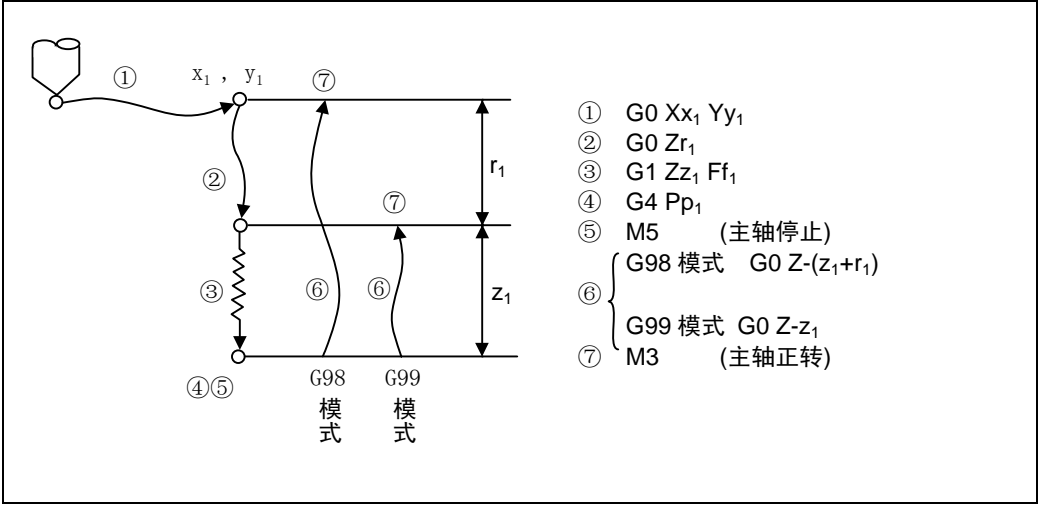 ① x₁ , y₁ ⑦
② r₁
⑦
③ ⑥ ⑥ z₁
④⑤ G98 模式 G99 模式
① G0 Xx₁ Yy₁
② G0 Zr₁
③ G1 Zz₁ Ff₁
④ G4 Pp₁
⑤ M5 (主轴停止)
G98 模式 G0 Z-(z₁+r₁)
⑥
G99 模式 G0 Z-z₁
⑦ M3 (主轴正转)